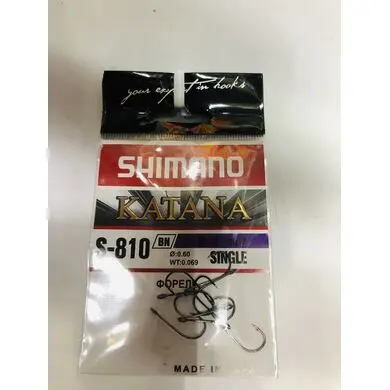 your expert in hooks
SHIMANO
KATANA
S-810 BN
Ø:0.60
WT:0.069
SINGLE
ФОРЕЛЬ
MADE IN